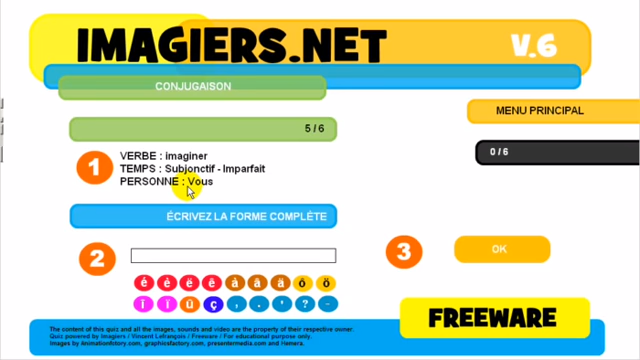 IMAGIERS.NET
V.6
CONJUGAISON
MENU PRINCIPAL
5 / 6
0 / 6
1
VERBE : imaginer
TEMPS : Subjonctif - Imparfait
PERSONNE : Vous
ÉCRIVEZ LA FORME COMPLÈTE
2
3
OK
ç , . ' ? -
FREEWARE
The content of this quiz and all the images, sounds and video are the property of their respective owner.
Quiz powered by Imagiers / Vincent Lefrançois / Freeware / For educational purpose only.
Images by Animationfactory.com, graphicsfactory.com, presentermedia.com and Hemera.